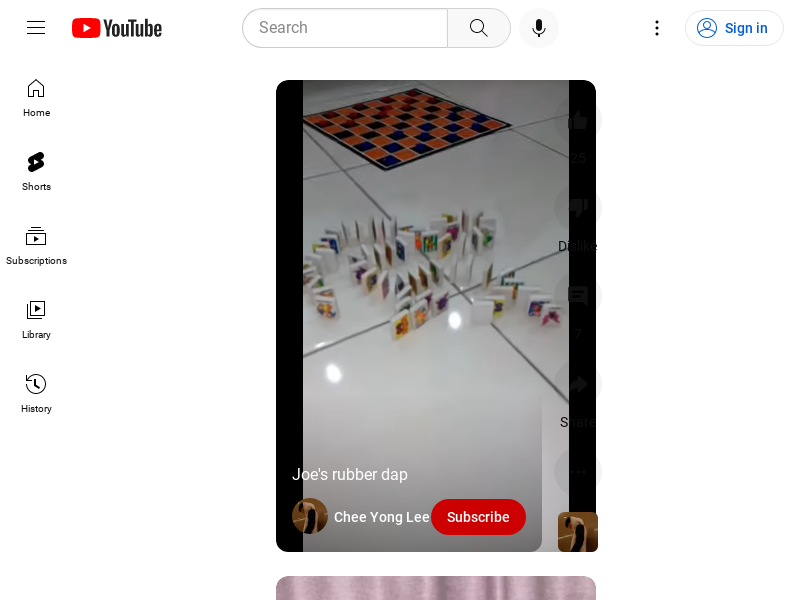 YouTube
Search
Sign in
Home
Shorts
Subscriptions
Library
History
25
Dislike
7
Share
Joe's rubber dap
Chee Yong Lee
Subscribe